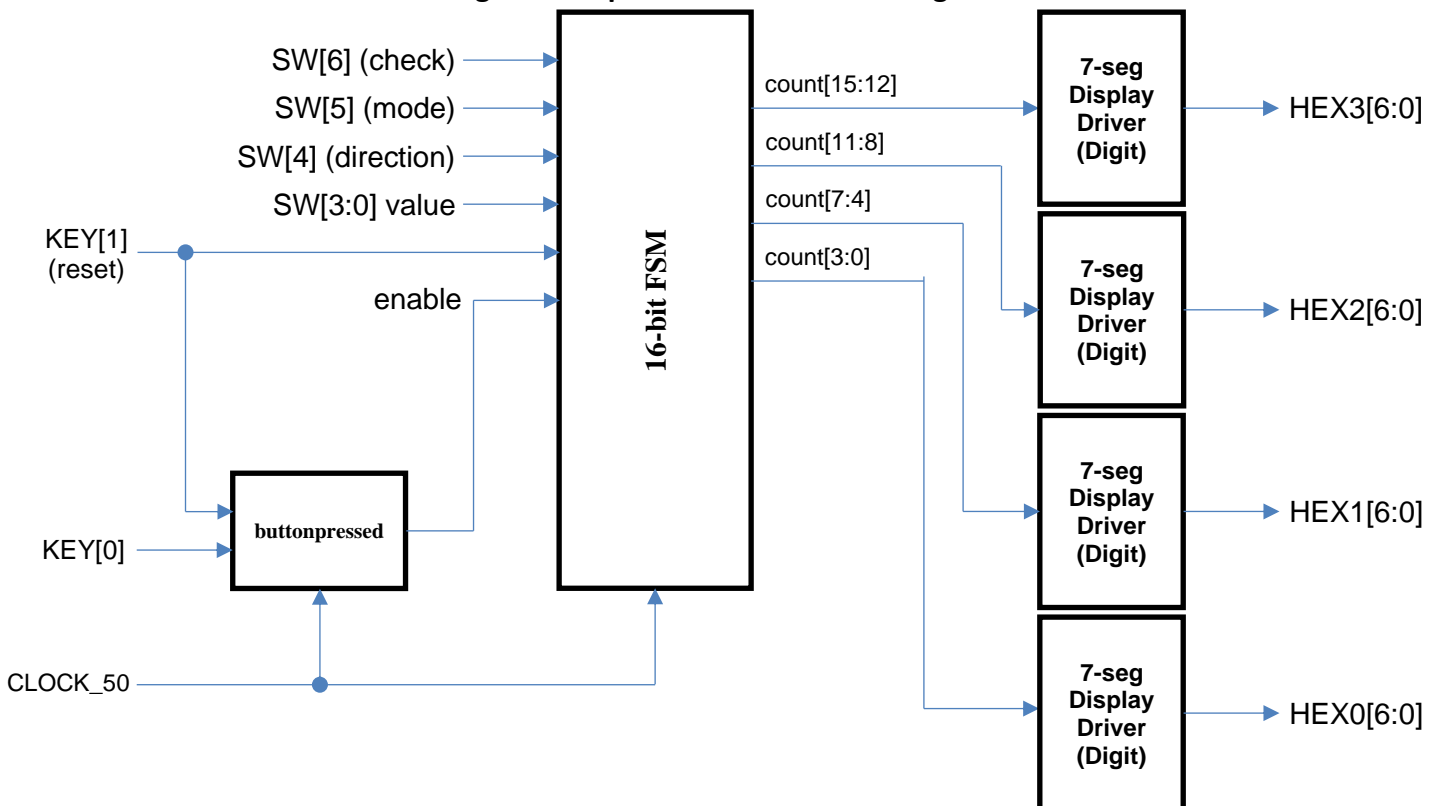 SW[6] (check)
SW[5] (mode)
SW[4] (direction)
SW[3:0] value
KEY[1]
(reset)
enable
KEY[0]
CLOCK_50
buttonpressed
16-bit FSM
count[15:12]
count[11:8]
count[7:4]
count[3:0]
7-seg
Display
Driver
(Digit)
HEX3[6:0]
7-seg
Display
Driver
(Digit)
HEX2[6:0]
7-seg
Display
Driver
(Digit)
HEX1[6:0]
7-seg
Display
Driver
(Digit)
HEX0[6:0]